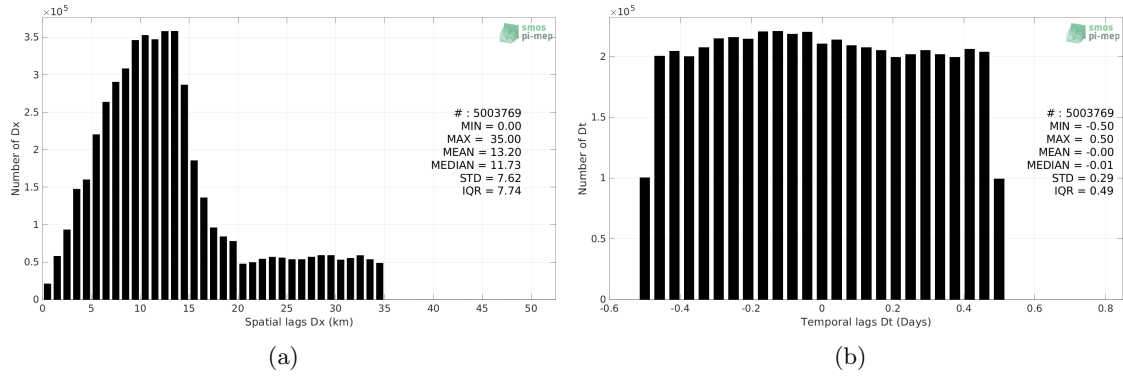 ×10^5
3.5
3
2.5
2
1.5
1
0.5
0
Number of Dx
0 5 10 15 20 25 30 35 40 45 50
Spatial lags Dx (km)
smos
pi-mep
# : 5003769
MIN = 0.00
MAX = 35.00
MEAN = 13.20
MEDIAN = 11.73
STD = 7.62
IQR = 7.74
(a)
×10^5
2
1.5
1
0.5
0
Number of Dt
-0.6 -0.4 -0.2 0 0.2 0.4 0.6 0.8
Temporal lags Dt (Days)
smos
pi-mep
# : 5003769
MIN = -0.50
MAX = 0.50
MEAN = -0.00
MEDIAN = -0.01
STD = 0.29
IQR = 0.49
(b)